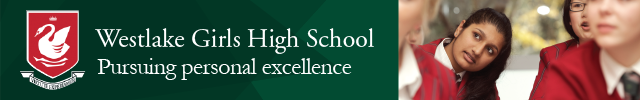 Westlake Girls High School
Pursuing personal excellence